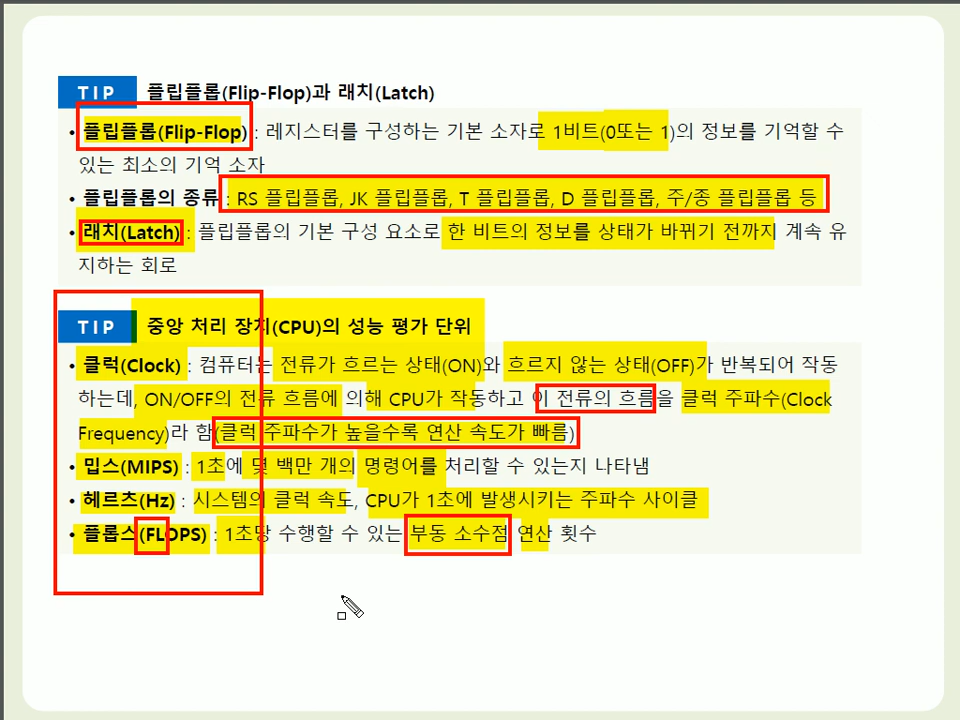 TIP 플립플롭(Flip-Flop)과 래치(Latch)
• 플립플롭(Flip-Flop) : 레지스터를 구성하는 기본 소자로 1비트(0또는 1)의 정보를 기억할 수
있는 최소의 기억 소자
• 플립플롭의 종류 : RS 플립플롭, JK 플립플롭, T 플립플롭, D 플립플롭, 주/종 플립플롭 등
• 래치(Latch) : 플립플롭의 기본 구성 요소로 한 비트의 정보를 상태가 바뀌기 전까지 계속 유
지하는 회로
TIP 중앙 처리 장치(CPU)의 성능 평가 단위
• 클럭(Clock) : 컴퓨터는 전류가 흐르는 상태(ON)와 흐르지 않는 상태(OFF)가 반복되어 작동
하는데, ON/OFF의 전류 흐름에 의해 CPU가 작동하고 이 전류의 흐름을 클럭 주파수(Clock
Frequency)라 함(클럭 주파수가 높을수록 연산 속도가 빠름)
• 밉스(MIPS) : 1초에 몇 백만 개의 명령어를 처리할 수 있는지 나타냄
• 헤르츠(Hz) : 시스템의 클럭 속도, CPU가 1초에 발생시키는 주파수 사이클
• 플롭스(FLOPS) : 1초당 수행할 수 있는 부동 소수점 연산 횟수